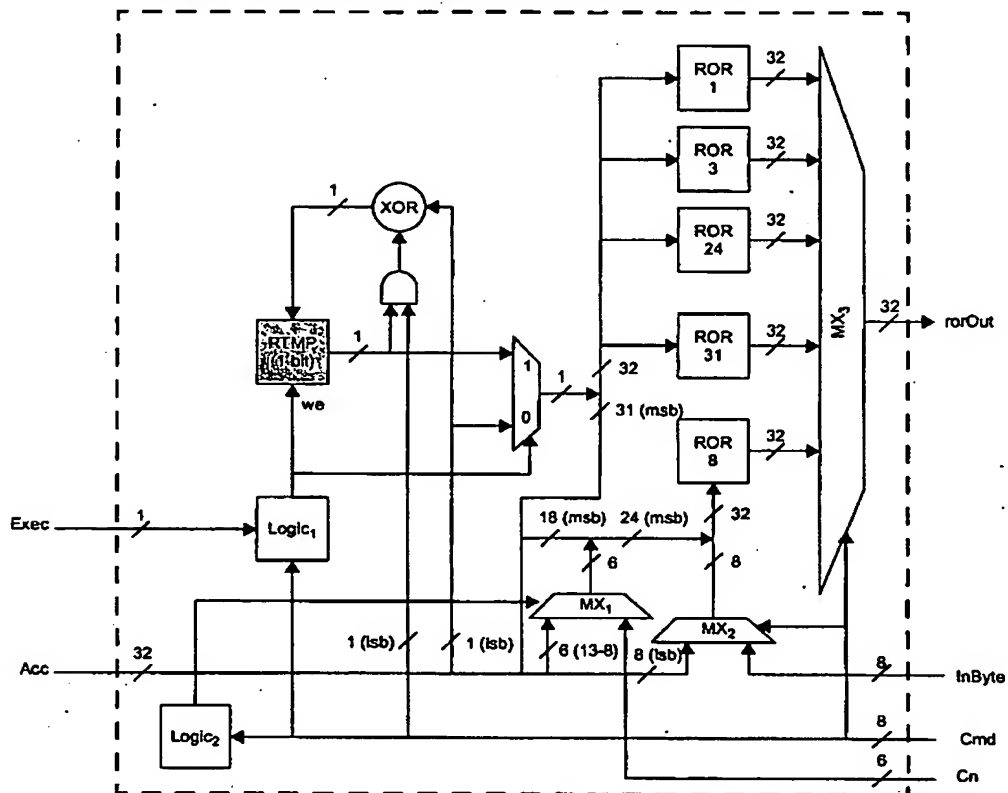 32
ROR
1
32
ROR
3
32
ROR
24
32
ROR
31
32
ROR
8
MX3
32
rorOut
1
XOR
RTMP
(1-bit)
1
we
1
0
1
32
31 (msb)
Exec
1
Logic1
18 (msb)
24 (msb)
32
6
8
MX1
MX2
1 (lsb)
1 (lsb)
6 (13-8)
8 (lsb)
Acc
32
8
InByte
Logic2
8
Cmd
6
Cn